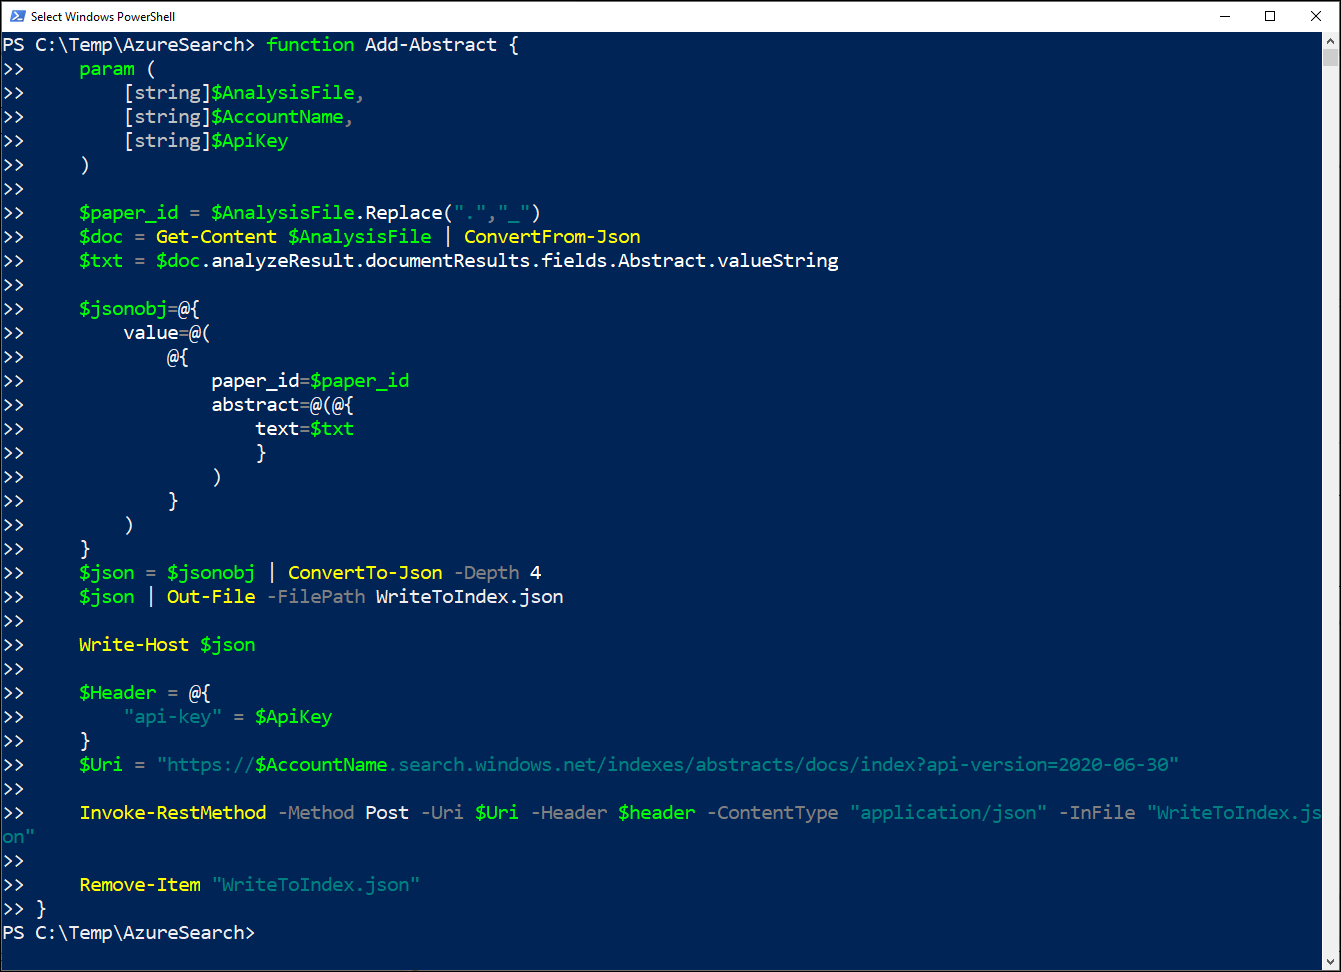 Select Windows PowerShell
PS C:\Temp\AzureSearch> function Add-Abstract {
>>     param (
>>         [string]$AnalysisFile,
>>         [string]$AccountName,
>>         [string]$ApiKey
>>     )
>>
>>     $paper_id = $AnalysisFile.Replace(".","_")
>>     $doc = Get-Content $AnalysisFile | ConvertFrom-Json
>>     $txt = $doc.analyzeResult.documentResults.fields.Abstract.valueString
>>
>>     $jsonobj=@{
>>         value=@(
>>             @{
>>                 paper_id=$paper_id
>>                 abstract=@(@{
>>                     text=$txt
>>                     }
>>                 )
>>             }
>>         )
>>     }
>>     $json = $jsonobj | ConvertTo-Json -Depth 4
>>     $json | Out-File -FilePath WriteToIndex.json
>>
>>     Write-Host $json
>>
>>     $Header = @{
>>         "api-key" = $ApiKey
>>     }
>>     $Uri = "https://$AccountName.search.windows.net/indexes/abstracts/docs/index?api-version=2020-06-30"
>>
>>     Invoke-RestMethod -Method Post -Uri $Uri -Header $header -ContentType "application/json" -InFile "WriteToIndex.js
on"
>>
>>     Remove-Item "WriteToIndex.json"
>> }
PS C:\Temp\AzureSearch>